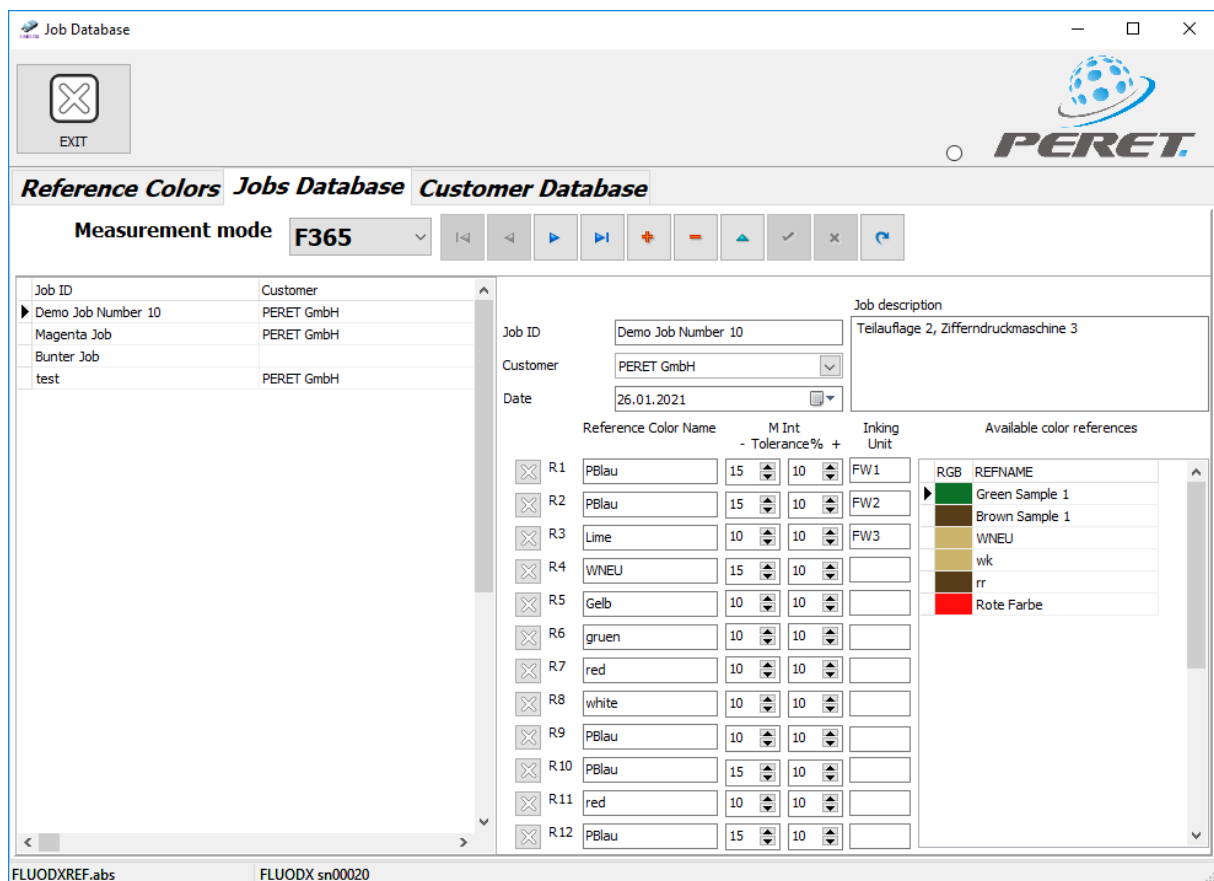 Job Database
EXIT
PERET.
Reference Colors Jobs Database Customer Database
Measurement mode F365
Job ID Customer
Demo Job Number 10 PERET GmbH
Magenta Job PERET GmbH
Bunter Job
test PERET GmbH
Job ID Demo Job Number 10
Customer PERET GmbH
Date 26.01.2021
Job description
Teilauflage 2, Zifferndruckmaschine 3
Reference Color Name M Int Inking
- Tolerance% + Unit
R1 PBlau 15 10 FW1
R2 PBlau 15 10 FW2
R3 Lime 10 10 FW3
R4 WNEU 15 10
R5 Gelb 10 10
R6 gruen 10 10
R7 red 10 10
R8 white 10 10
R9 PBlau 10 10
R10 PBlau 15 10
R11 red 10 10
R12 PBlau 15 10
Available color references
RGB REFNAME
Green Sample 1
Brown Sample 1
WNEU
wk
rr
Rote Farbe
FLUODXREF.abs FLUODX sn00020